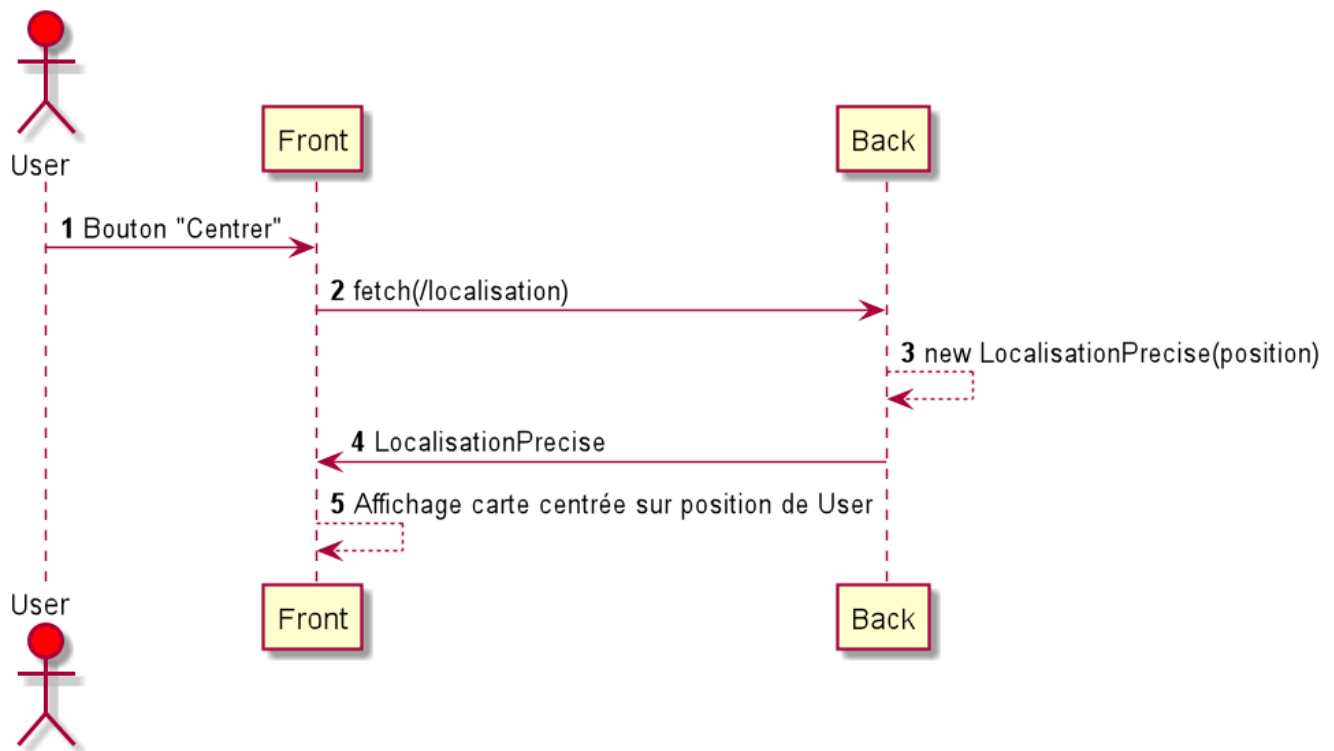 User
Front
Back
1 Bouton "Centrer"
2 fetch(/localisation)
3 new LocalisationPrecise(position)
4 LocalisationPrecise
5 Affichage carte centrée sur position de User
User
Front
Back